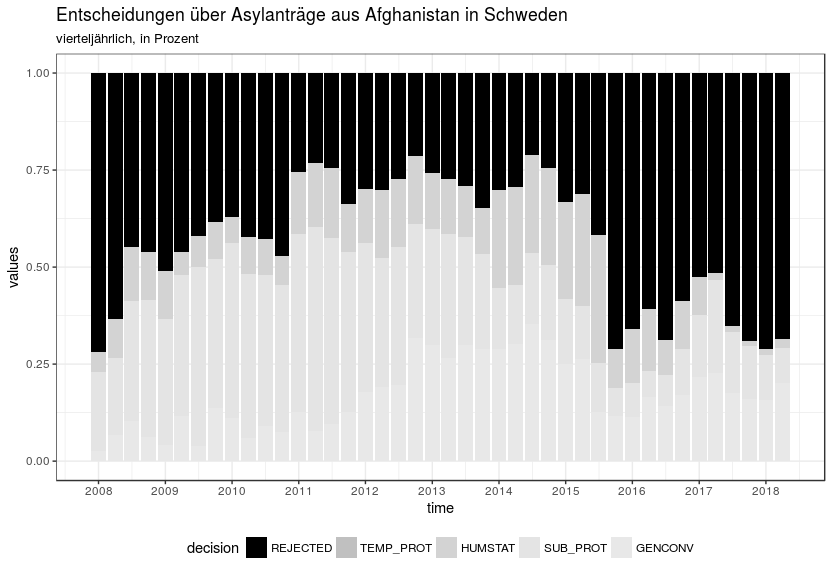 Entscheidungen über Asylanträge aus Afghanistan in Schweden
vierteljährlich, in Prozent
1.00
0.75
0.50
0.25
0.00
values
2008 2009 2010 2011 2012 2013 2014 2015 2016 2017 2018
time
decision REJECTED TEMP_PROT HUMSTAT SUB_PROT GENCONV